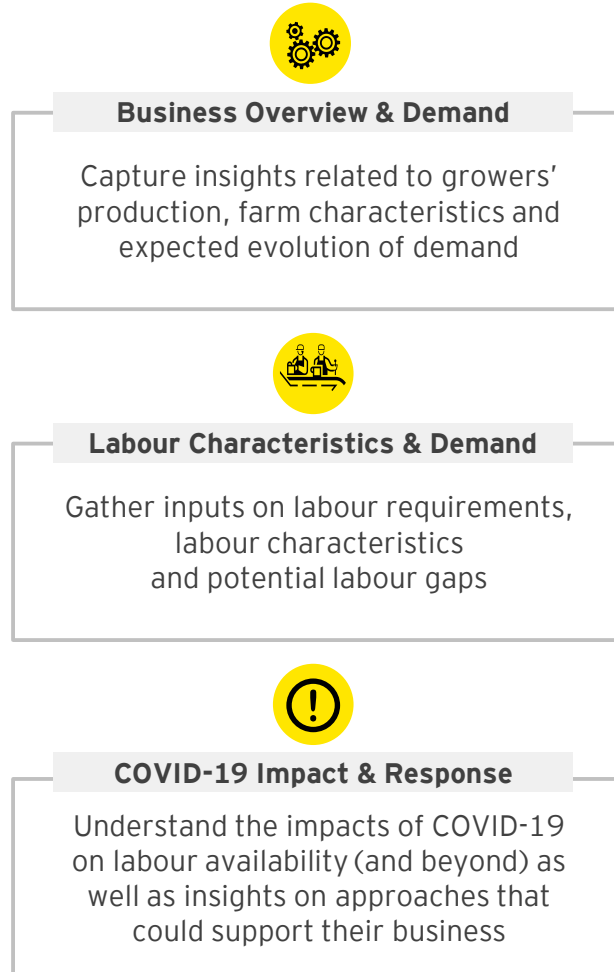 Business Overview & Demand
Capture insights related to growers’
production, farm characteristics and
expected evolution of demand
Labour Characteristics & Demand
Gather inputs on labour requirements,
labour characteristics
and potential labour gaps
COVID-19 Impact & Response
Understand the impacts of COVID-19
on labour availability (and beyond) as
well as insights on approaches that
could support their business